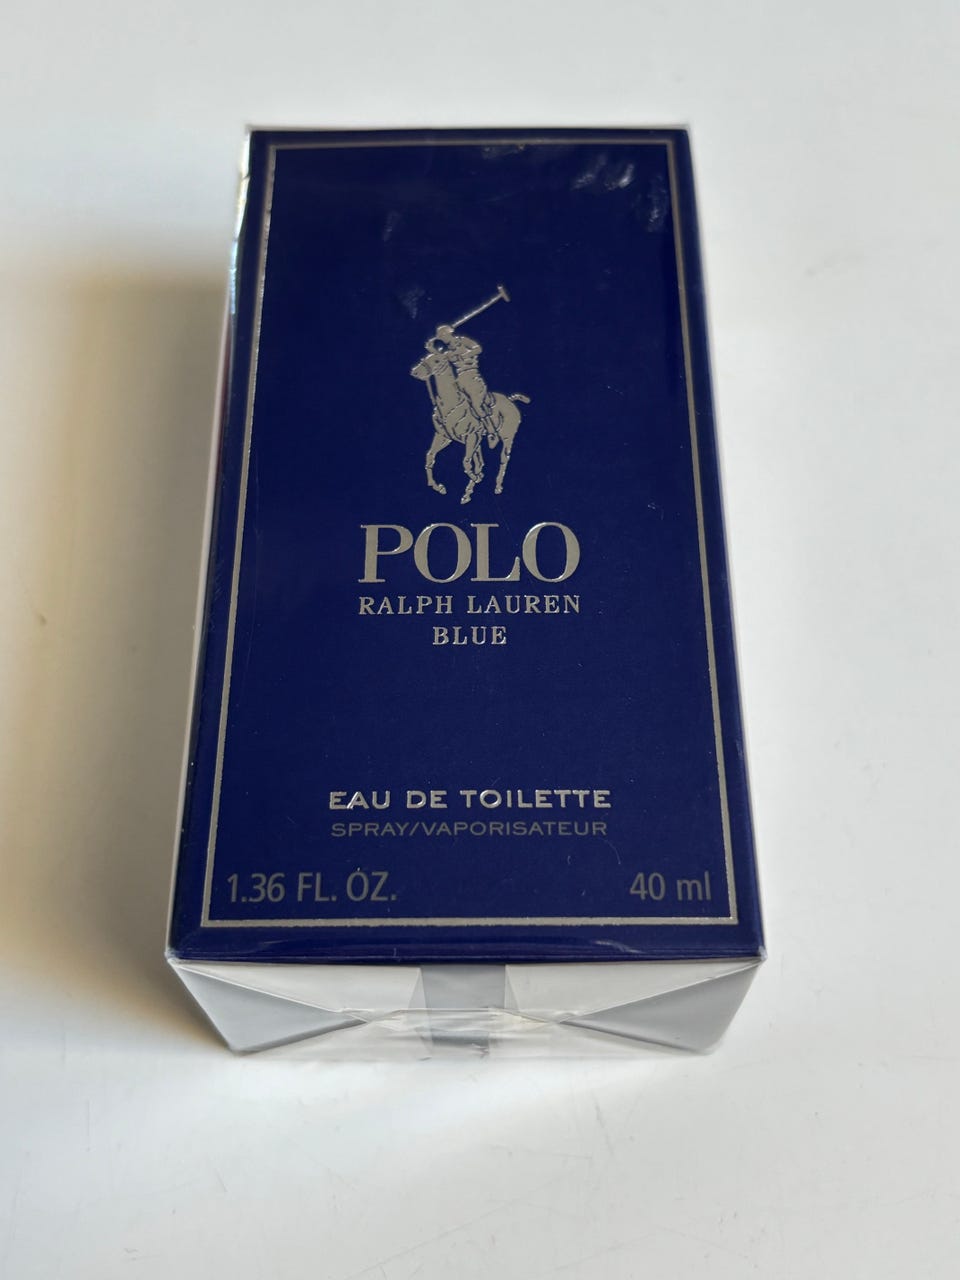 POLO
RALPH LAUREN
BLUE
EAU DE TOILETTE
SPRAY/VAPORISATEUR
1.36 FL. OZ. 40 ml